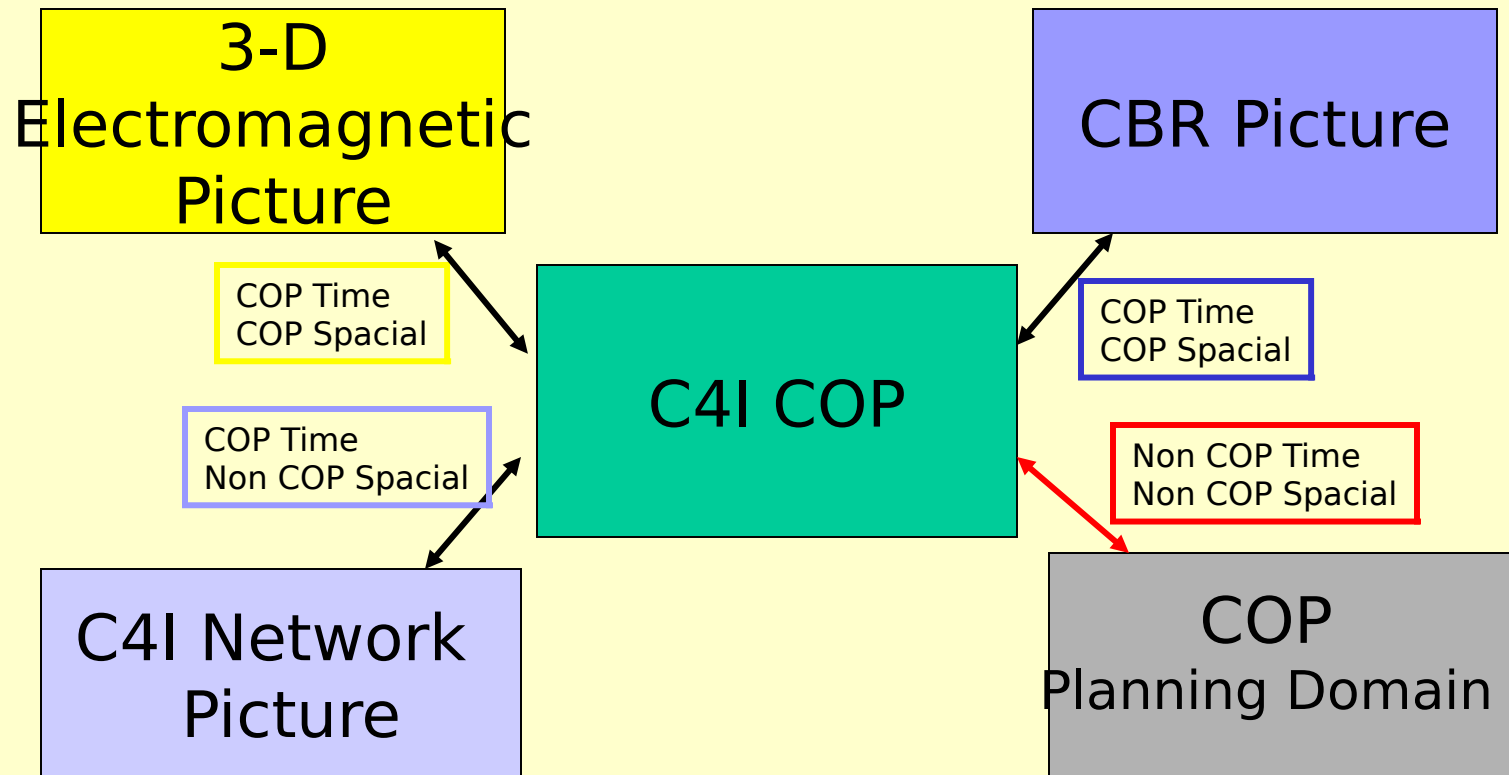 3-D
Electromagnetic
Picture
CBR Picture
COP Time
COP Spacial
COP Time
COP Spacial
C4I COP
COP Time
Non COP Spacial
Non COP Time
Non COP Spacial
C4I Network
Picture
COP
Planning Domain